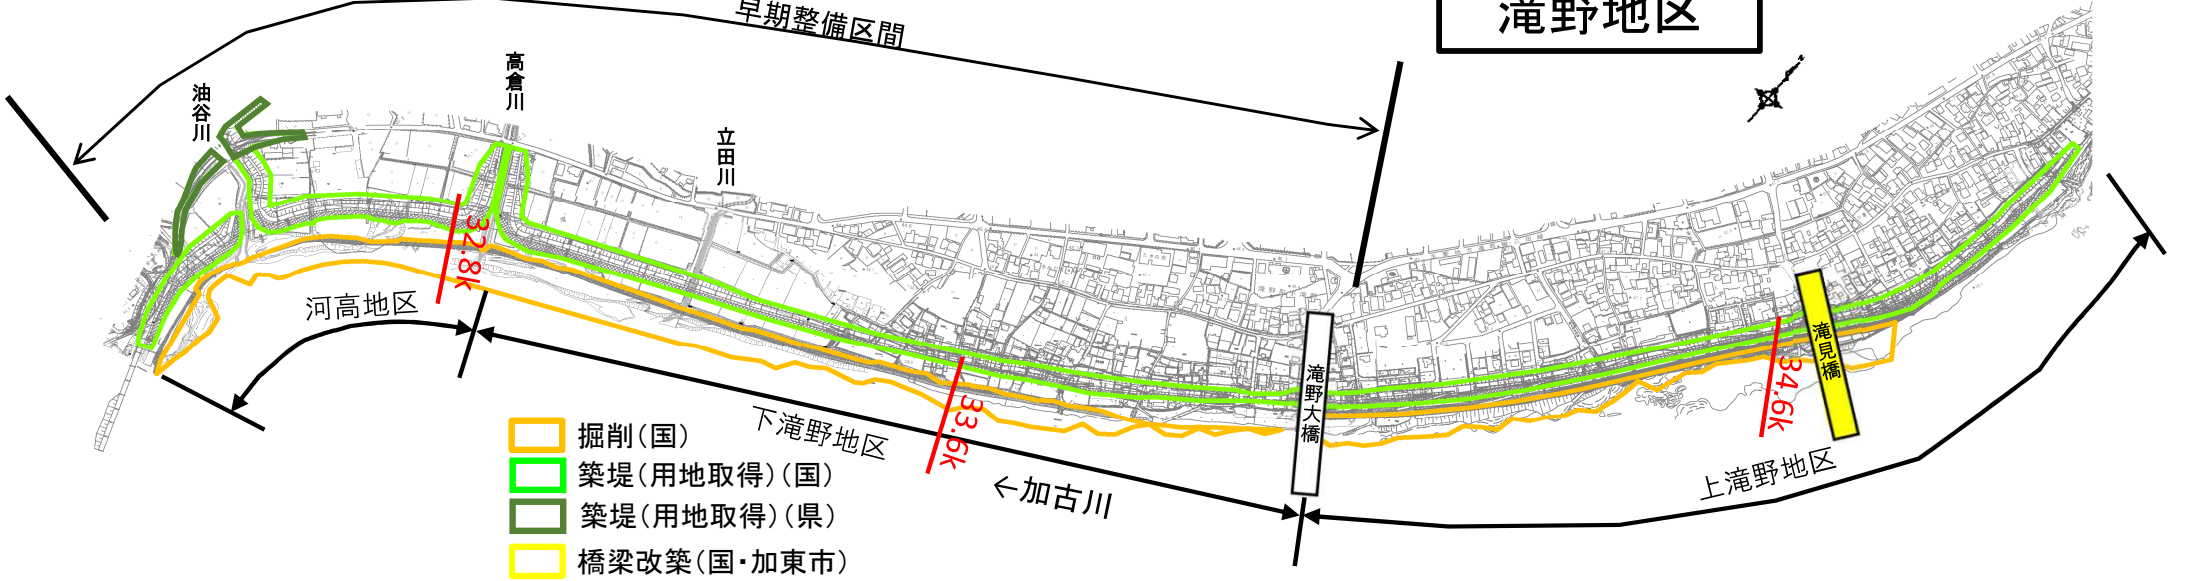 早期整備区間
滝野地区
油谷川
高倉川
立田川
32.8k
河高地区
下滝野地区
33.6k
←加古川
滝野大橋
滝見橋
34.6k
上滝野地区
掘削(国)
築堤(用地取得)(国)
築堤(用地取得)(県)
橋梁改築(国・加東市)